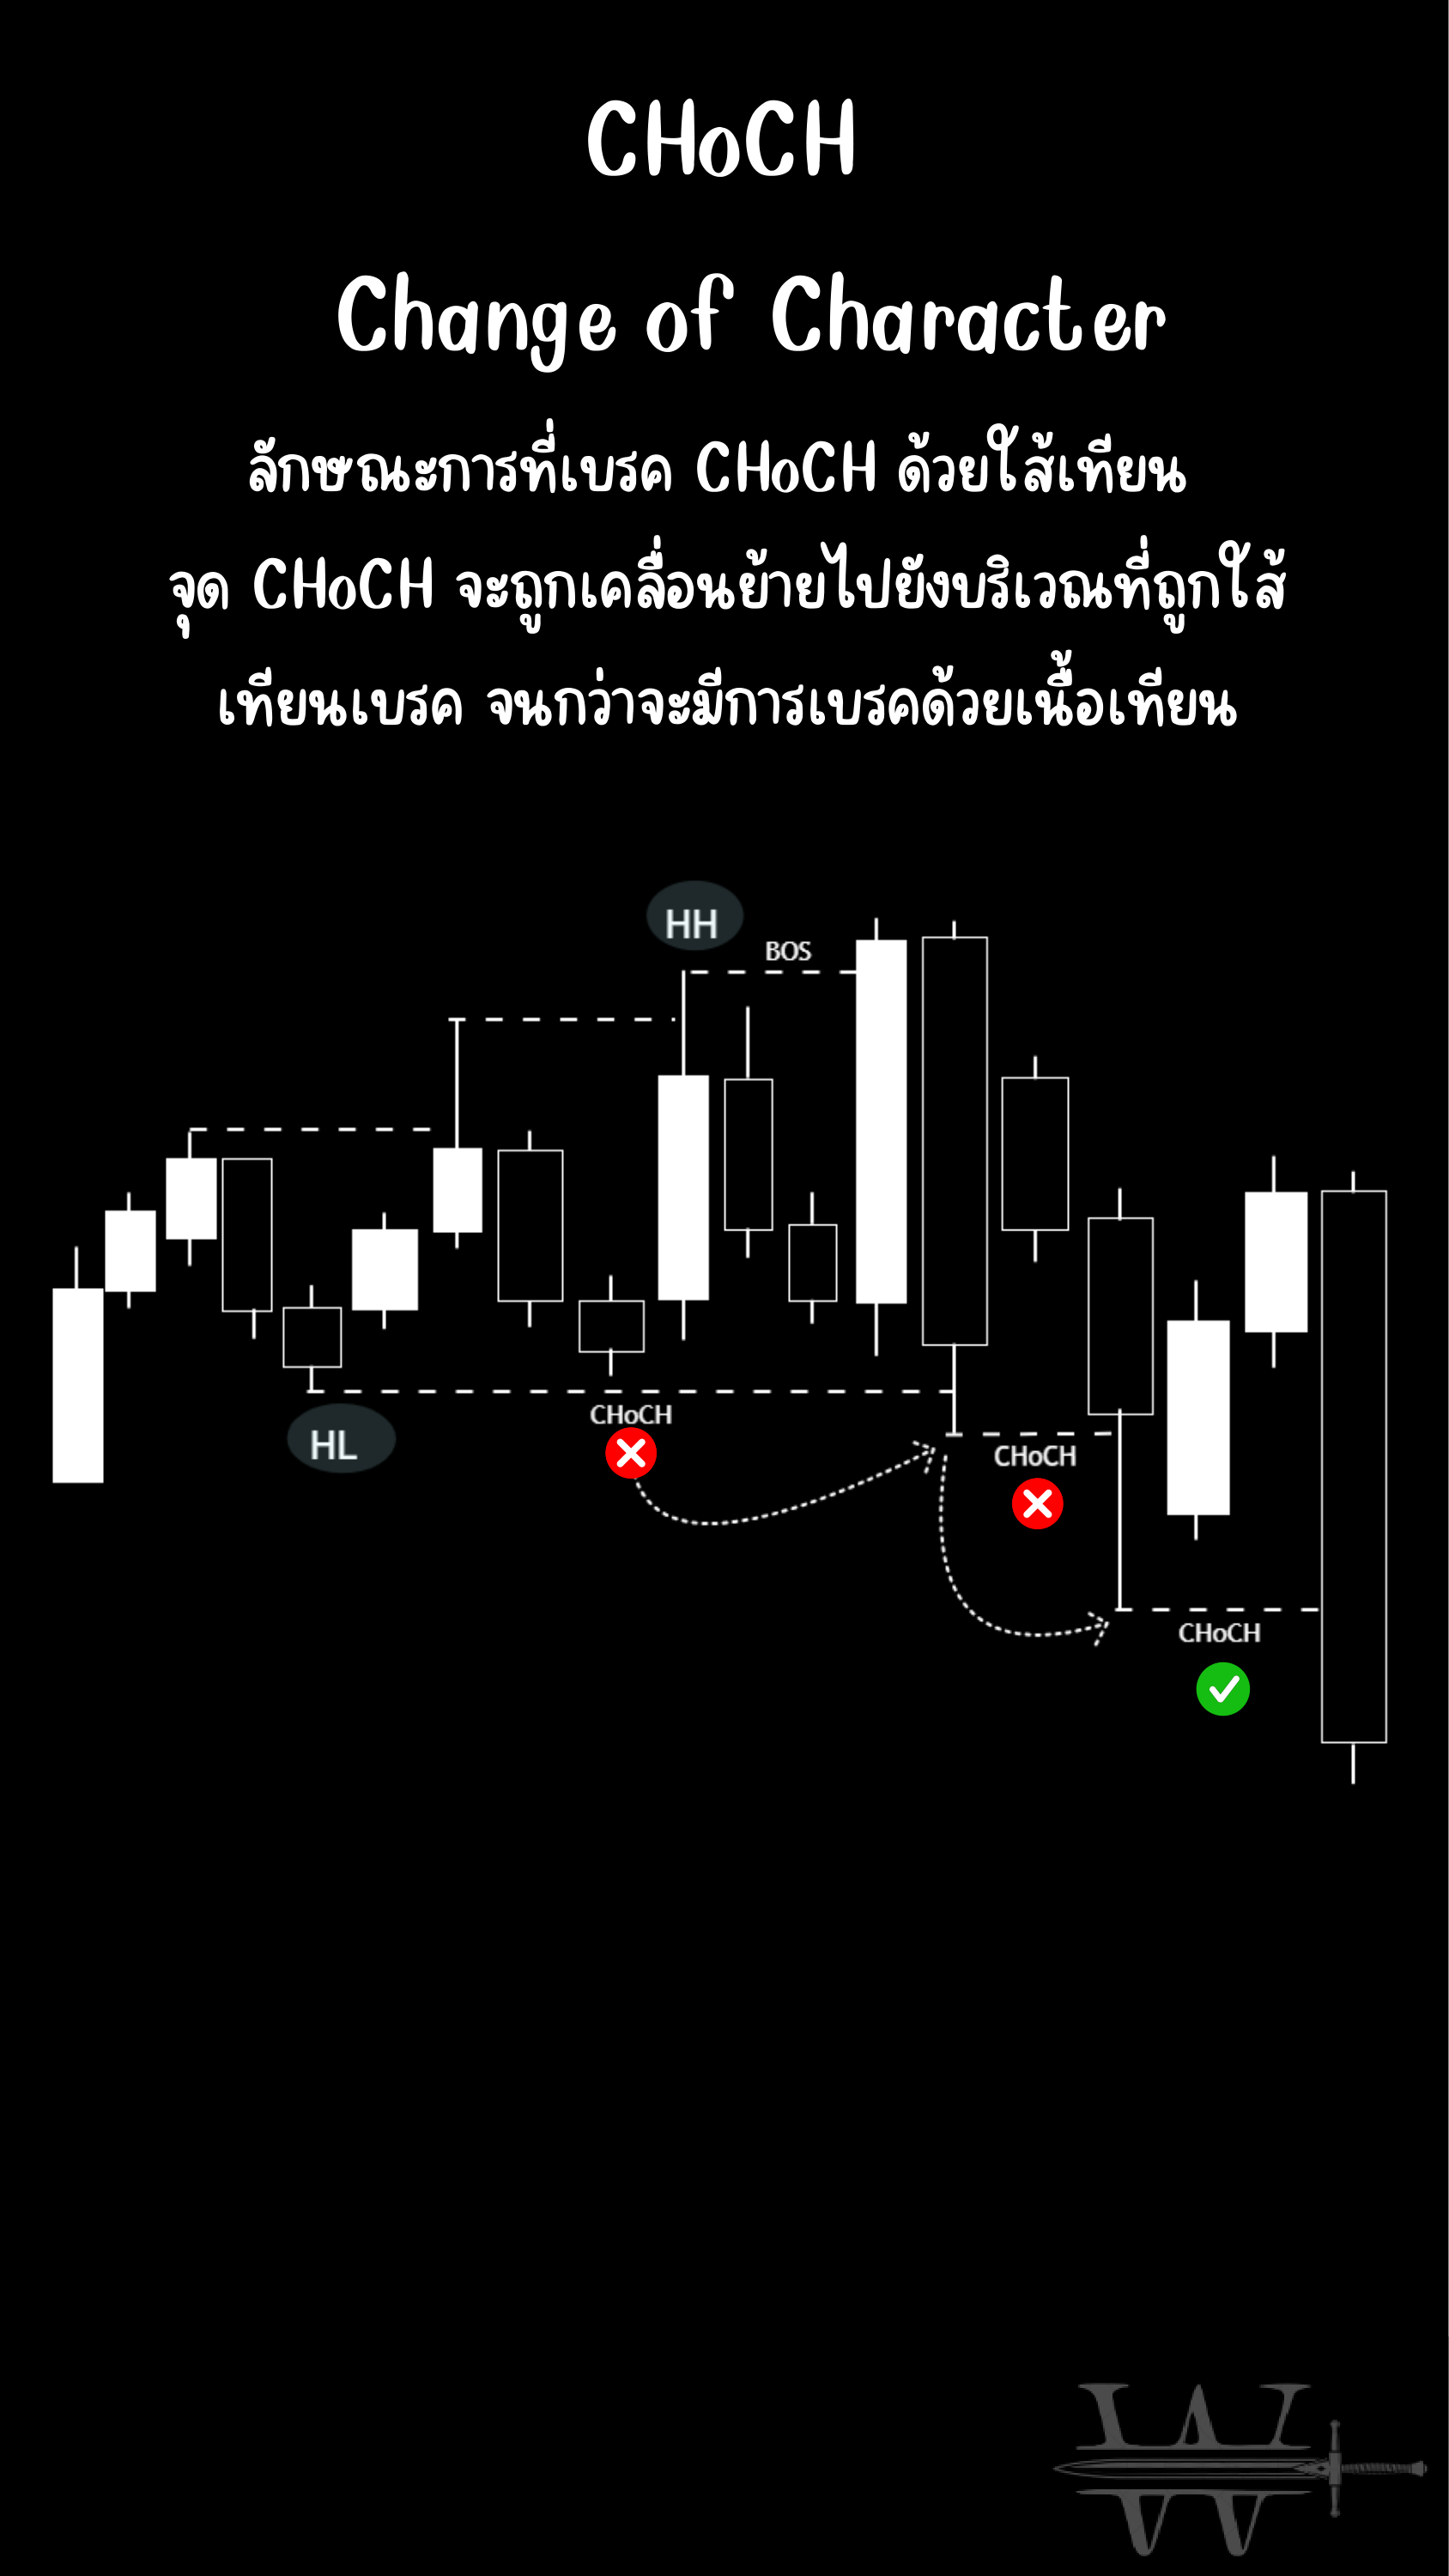 CHoCH
Change of Character
ลักษณะการที่เบรค CHoCH ด้วยใส้เทียน
จุด CHoCH จะถูกเคลื่อนย้ายไปยังบริเวณที่ถูกใส้
เทียนเบรค จนกว่าจะมีการเบรคด้วยเนื้อเทียน
HH
BOS
HL
CHoCH
CHoCH
CHoCH
W